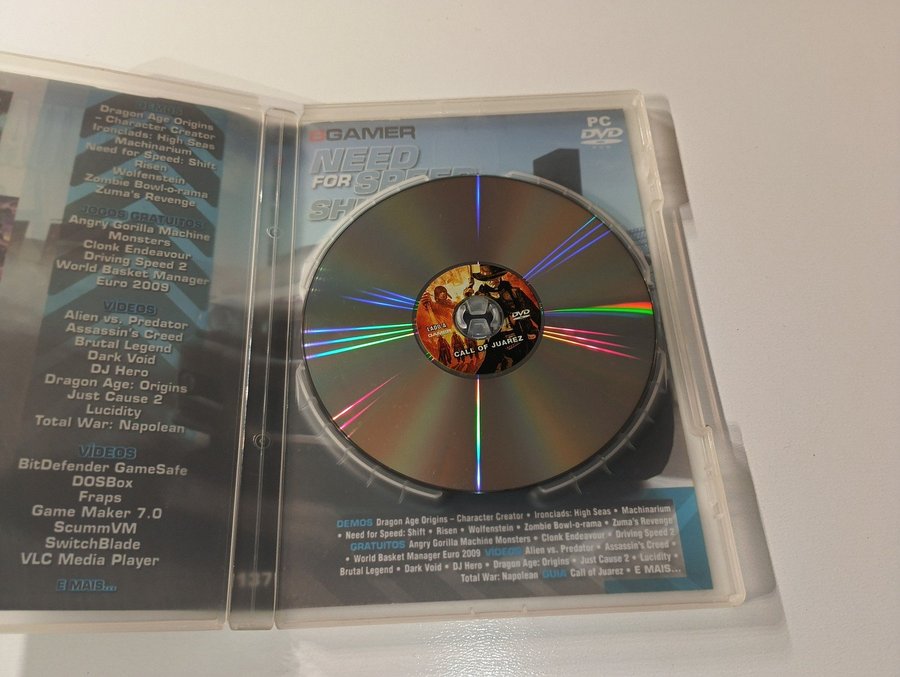 DEMOS
Dragon Age Origins
– Character Creator
Ironclads: High Seas
Machinarium
Need for Speed: Shift
Risen
Wolfenstein
Zombie Bowl-o-rama
Zuma's Revenge
JOGOS GRATUITOS
Angry Gorilla Machine
Monsters
Clonk Endeavour
Driving Speed 2
World Basket Manager
Euro 2009
VÍDEOS
Alien vs. Predator
Assassin's Creed
Brutal Legend
Dark Void
DJ Hero
Dragon Age: Origins
Just Cause 2
Lucidity
Total War: Napolean
VÍDEOS
BitDefender GameSafe
DOSBox
Fraps
Game Maker 7.0
ScummVM
SwitchBlade
VLC Media Player
E MAIS...
GAMER
PC
DVD
NEED
FOR SPEED
SH
LADO A
GAMER
DVD
CALL OF JUAREZ
DEMOS Dragon Age Origins – Character Creator • Ironclads: High Seas • Machinarium
• Need for Speed: Shift • Risen • Wolfenstein • Zombie Bowl-o-rama • Zuma's Revenge
GRATUITOS Angry Gorilla Machine Monsters • Clonk Endeavour • Driving Speed 2
• World Basket Manager Euro 2009 VÍDEOS Alien vs. Predator • Assassin's Creed •
Brutal Legend • Dark Void • DJ Hero • Dragon Age: Origins • Just Cause 2 • Lucidity •
Total War: Napolean GUIA Call of Juarez • E MAIS...